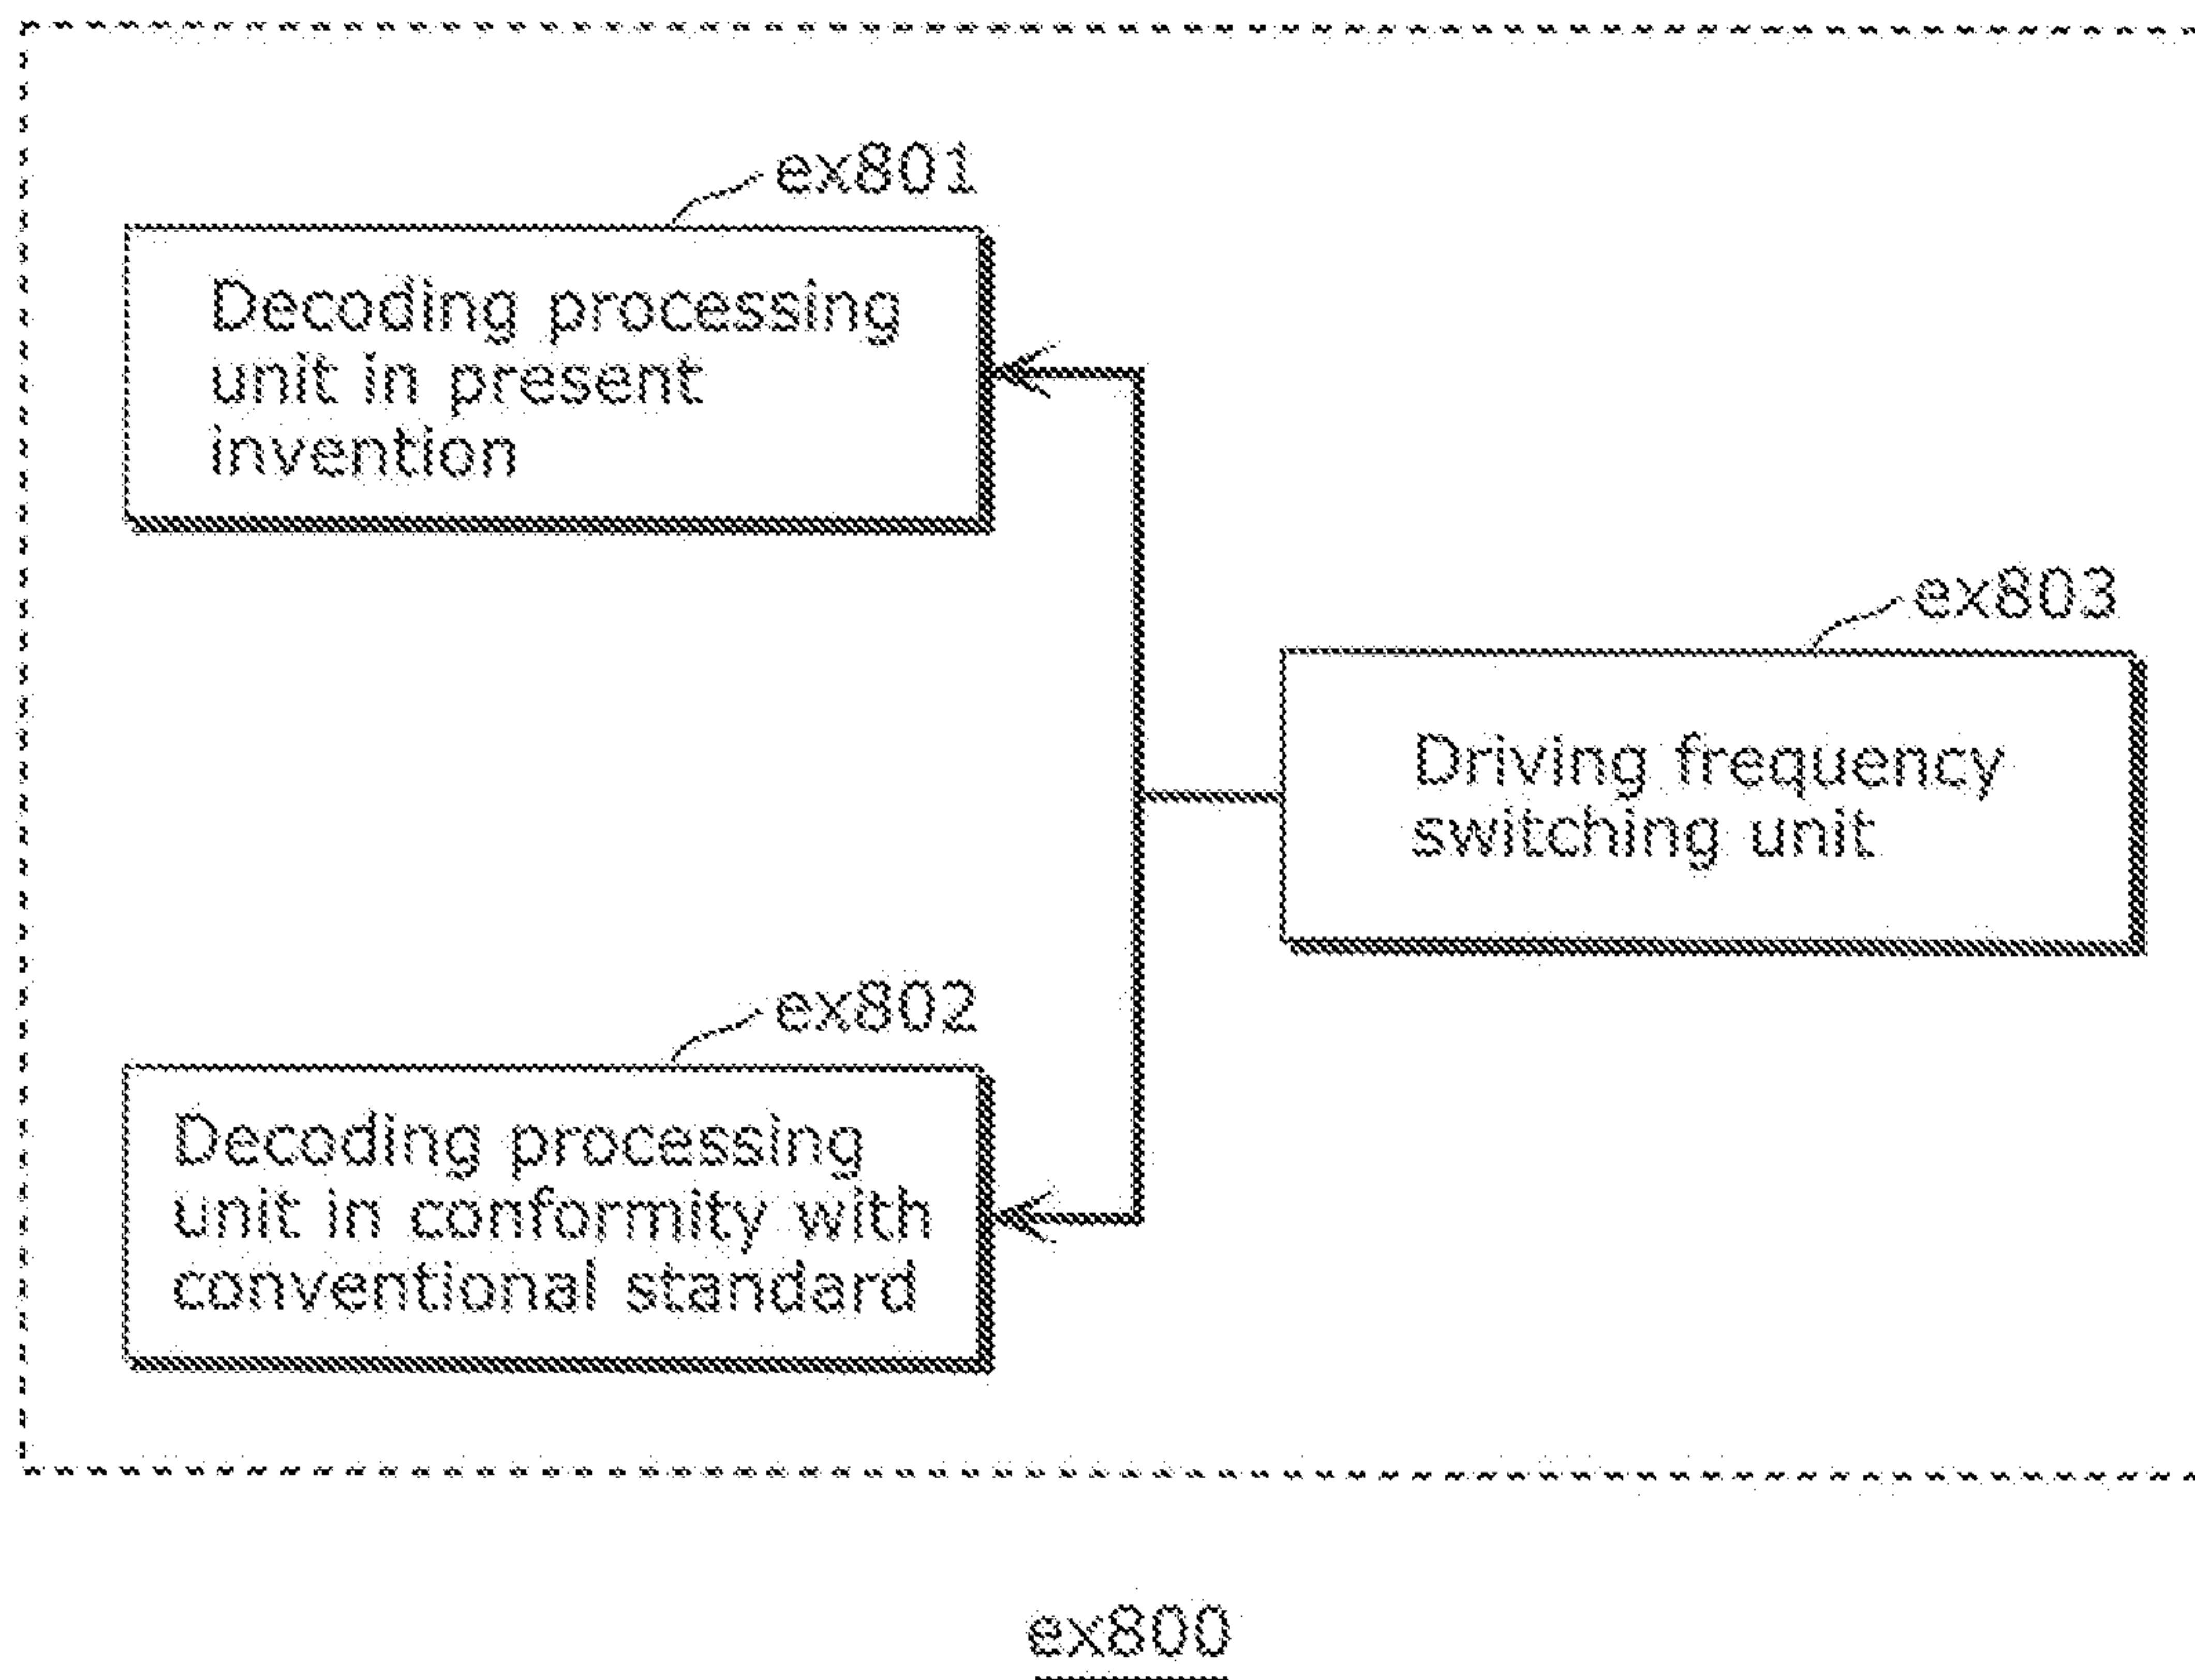 ex801
Decoding processing
unit in present
invention
ex803
Driving frequency
switching unit
ex802
Decoding processing
unit in conformity with
conventional standard
ex800